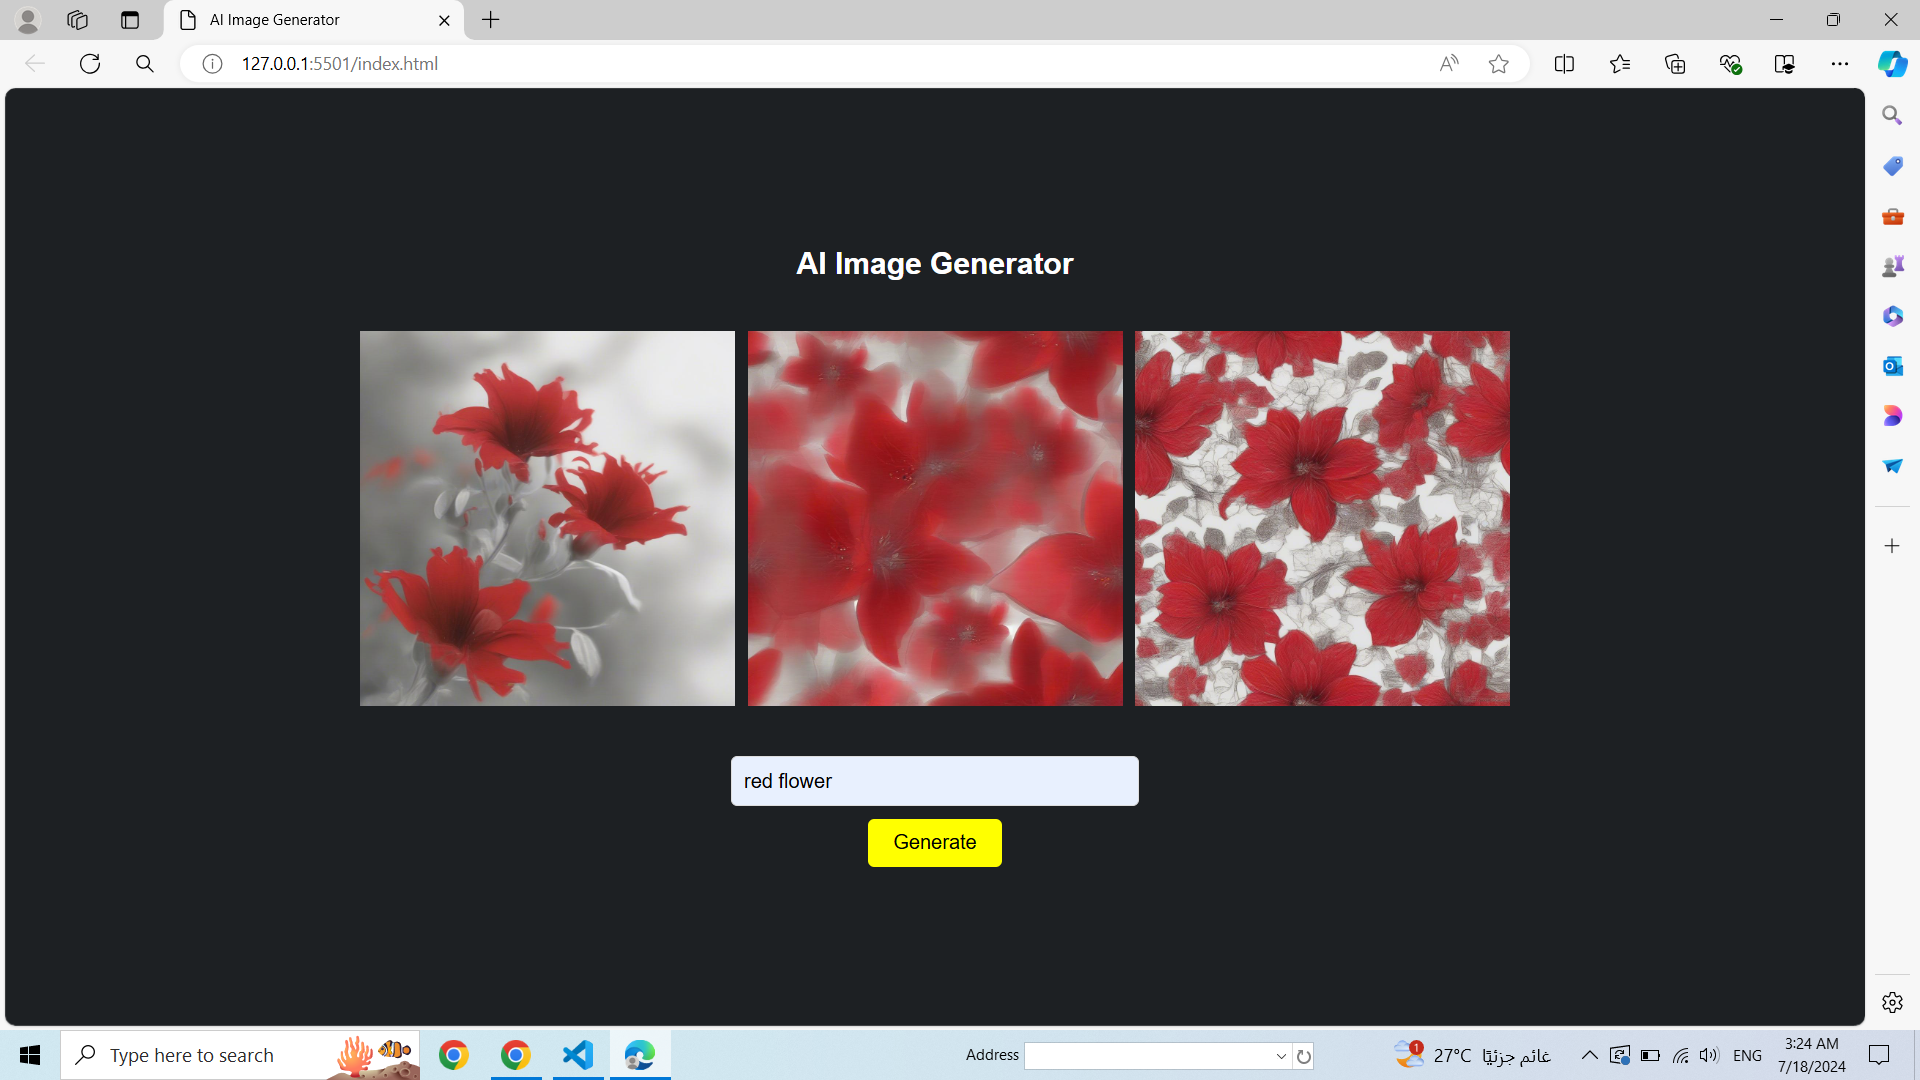 AI Image Generator
127.0.0.1:5501/index.html
AI Image Generator
red flower
Generate
Type here to search
Address
1
27°C غائم جزئيًا
ENG
3:24 AM
7/18/2024